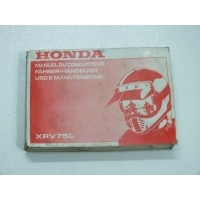 HONDA
MANUEL DU CONDUCTEUR
FAHRER-HANDBUCH
USO E MANUTENZIONE
XRV750